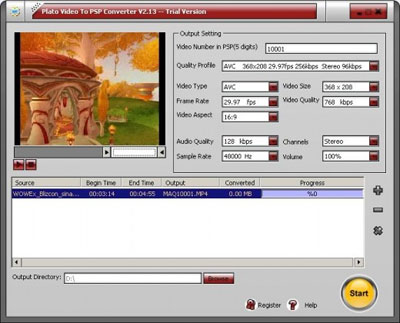 Plato Video To PSP Converter V2.13 -- Trial Version
Output Setting
Video Number in PSP(5 digits) 10001
Quality Profile AVC 368x208 29.97fps 256kbps Stereo 96kbps
Video Type AVC Video Size 368 x 208
Frame Rate 29.97 fps Video Quality 768 kbps
Video Aspect 16:9
Audio Quality 128 kbps Channels Stereo
Sample Rate 48000 Hz Volume 100%
Source Begin Time End Time Output Converted Progress
WOWEx_Blizcon_sina... 00:03:14 00:04:55 MAQ10001.MP4 0.00 MB %0
Output Directory: D:\ Browse
Start
Register Help